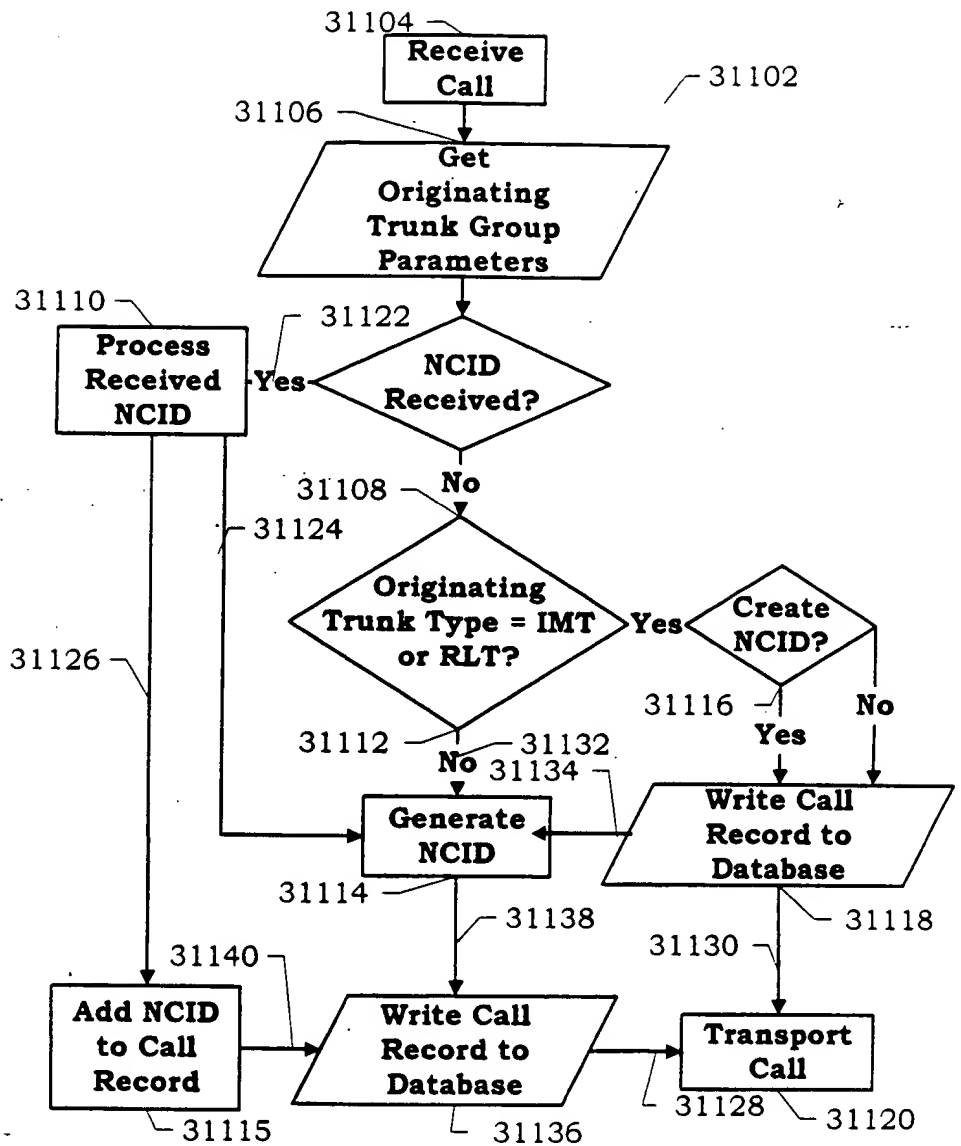 31104
Receive
Call
31102
31106
Get
Originating
Trunk Group
Parameters
31110
31122
Process
Received
NCID
Yes
NCID
Received?
No
31108
31124
Originating
Trunk Type = IMT
or RLT?
Yes
Create
NCID?
31126
31116
No
Yes
31112
No
31132
31134
Generate
NCID
Write Call
Record to
Database
31114
31118
31138
31130
31140
Add NCID
to Call
Record
Write Call
Record to
Database
Transport
Call
31115
31136
31128
31120